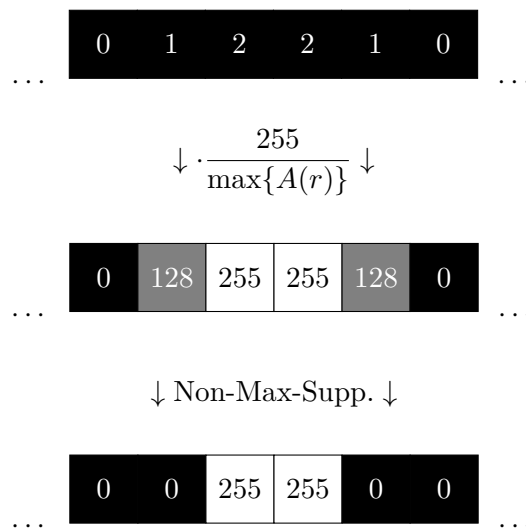 0 1 2 2 1 0
... ...
↓ · 255 / max{A(r)} ↓
0 128 255 255 128 0
... ...
↓ Non-Max-Supp. ↓
0 0 255 255 0 0
... ...